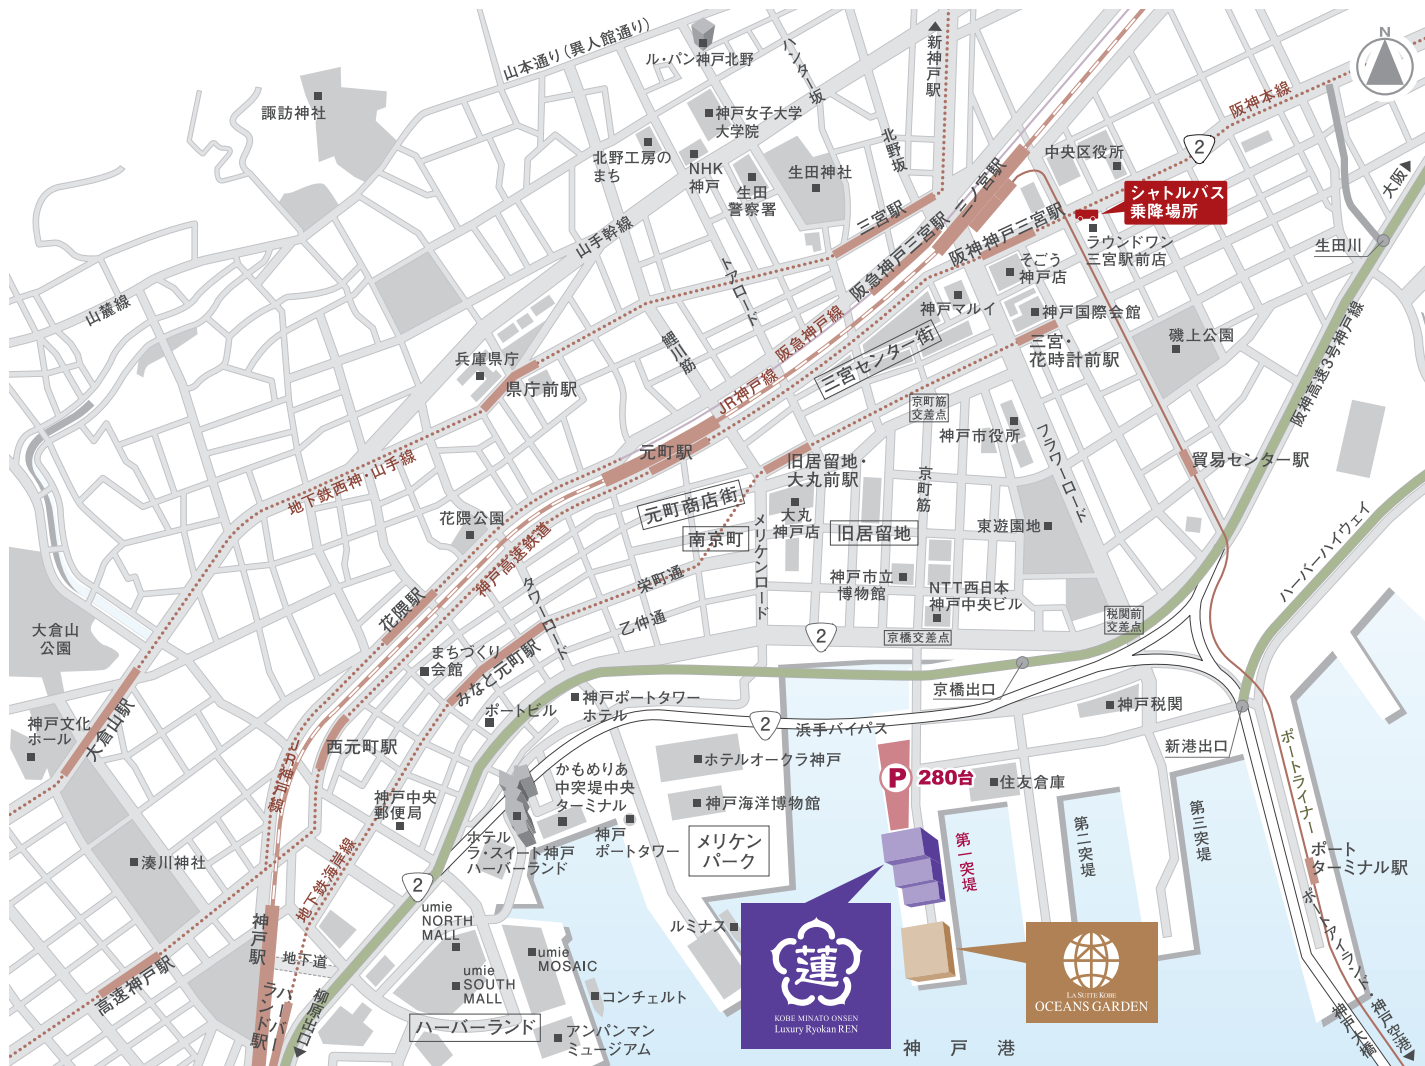 山本通り(異人館通り)
ル・パン神戸北野
ハンター坂
▲新神戸駅
N
阪神本線
諏訪神社
神戸女子大学
大学院
北野工房の
まち
NHK
神戸
生田
警察署
生田神社
北野坂
中央区役所
2
大阪▶
シャトルバス
乗降場所
三ノ宮駅
三宮駅
阪急神戸三宮駅
阪神神戸三宮駅
ラウンドワン
三宮駅前店
生田川
山手幹線
トアロード
そごう
神戸店
山麓線
神戸マルイ
神戸国際会館
阪急神戸線
三宮センター街
三宮・
花時計前駅
磯上公園
阪神高速3号神戸線
鯉川筋
兵庫県庁
県庁前駅
JR神戸線
京町筋
交差点
神戸市役所
フラワーロード
元町駅
旧居留地・
大丸前駅
京町筋
貿易センター駅
地下鉄西神・山手線
元町商店街
大丸
神戸店
花隈公園
メリケンロード
旧居留地
東遊園地
ハーバーハイウェイ
南京町
神戸高速鉄道
栄町通
タワーロード
神戸市立
博物館
NTT西日本
神戸中央ビル
花隈駅
乙仲通
2
京橋交差点
税関前
交差点
大倉山
公園
まちづくり
会館
みなと元町駅
京橋出口
神戸ポートタワー
ホテル
神戸税関
ポートビル
2
浜手バイパス
神戸文化
ホール
大倉山駅
西元町駅
新港出口
ポートライナー
JR神戸線
ホテルオークラ神戸
かもめりあ
中突堤中央
ターミナル
P 280台
住友倉庫
神戸中央
郵便局
神戸海洋博物館
第三突堤
第二突堤
第一突堤
ホテル
ラ・スイート神戸
ハーバーランド
神戸
ポートタワー
メリケン
パーク
湊川神社
地下鉄海岸線
ポート
ターミナル駅
2
umie
NORTH
MALL
ルミナス
神戸駅
地下道
umie
MOSAIC
umie
SOUTH
MALL
高速神戸駅
蓮
KOBE MINATO ONSEN
Luxury Ryokan REN
LA SUITE KOBE
OCEANS GARDEN
コンチェルト
ハーバーランド
アンパンマン
ミュージアム
ハーバー
ランド駅
柳原出口
神戸港
神戸大橋
ポートアイランド・神戸空港